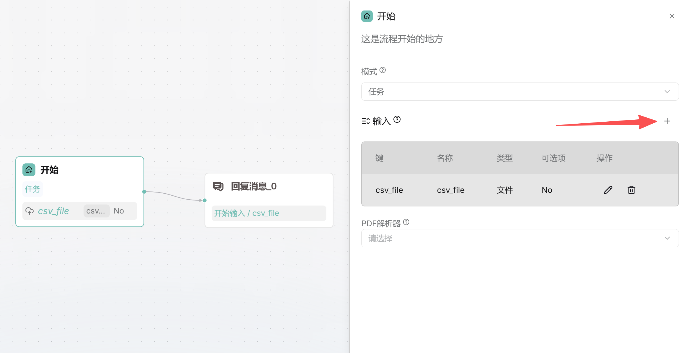 开始
任务
csv_file csv... No
回复消息_0
开始输入 / csv_file
开始
这是流程开始的地方
模式
任务
输入
键 名称 类型 可选项 操作
csv_file csv_file 文件 No
PDF解析器
请选择